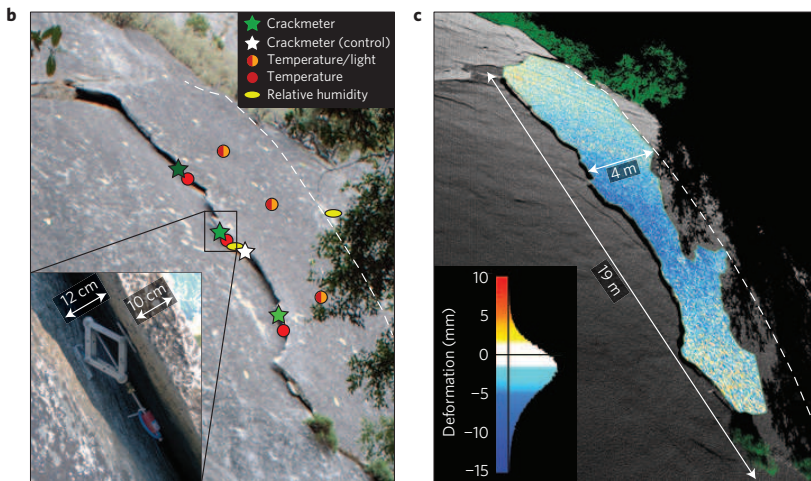 b
Crackmeter
Crackmeter (control)
Temperature/light
Temperature
Relative humidity
12 cm
10 cm
c
4 m
19 m
Deformation (mm)
10
5
0
−5
−10
−15